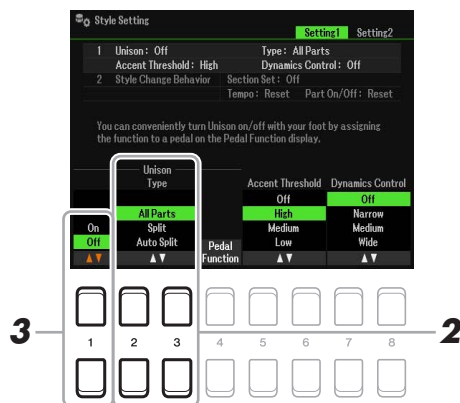 Style Setting
Setting1 Setting2
1 Unison: Off Type: All Parts
Accent Threshold: High Dynamics Control: Off
2 Style Change Behavior Section Set: Off
Tempo: Reset Part On/Off: Reset
You can conveniently turn Unison on/off with your foot by assigning
the function to a pedal on the Pedal Function display.
Unison
Type Accent Threshold Dynamics Control
Off Off
All Parts High Narrow
On Split Medium Medium
Off Auto Split Pedal Low Wide
▲▼ ▲▼ Function ▲▼ ▲▼
3 1 2 3 4 5 6 7 8 2